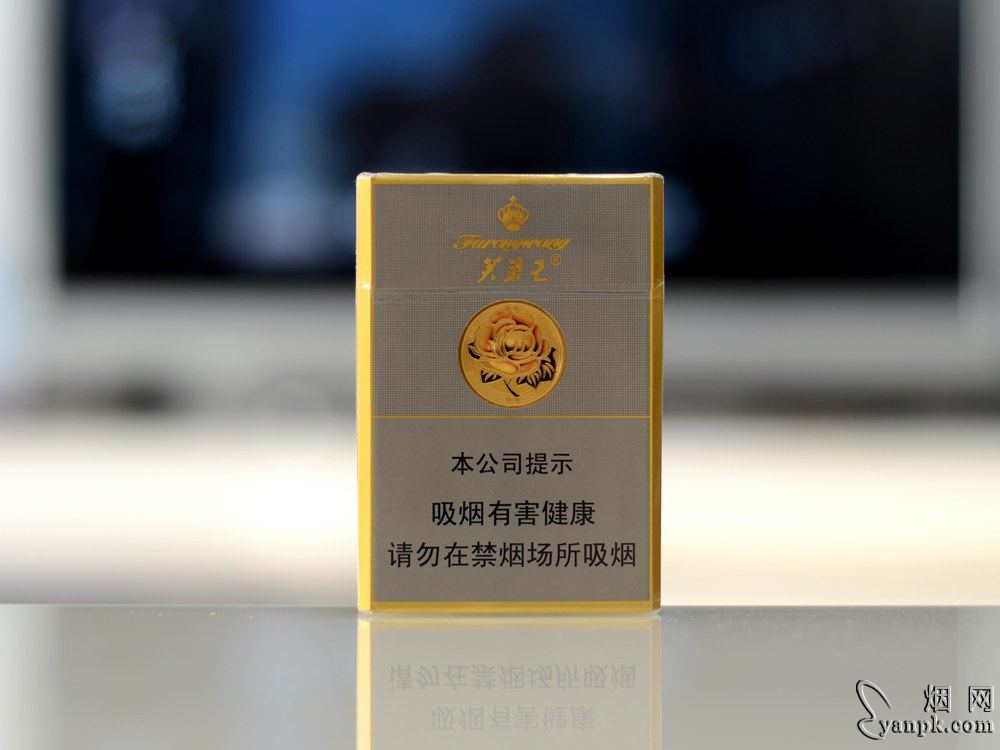 Furongwang
芙蓉王®
本公司提示
吸烟有害健康
请勿在禁烟场所吸烟
烟网
yanpk.com